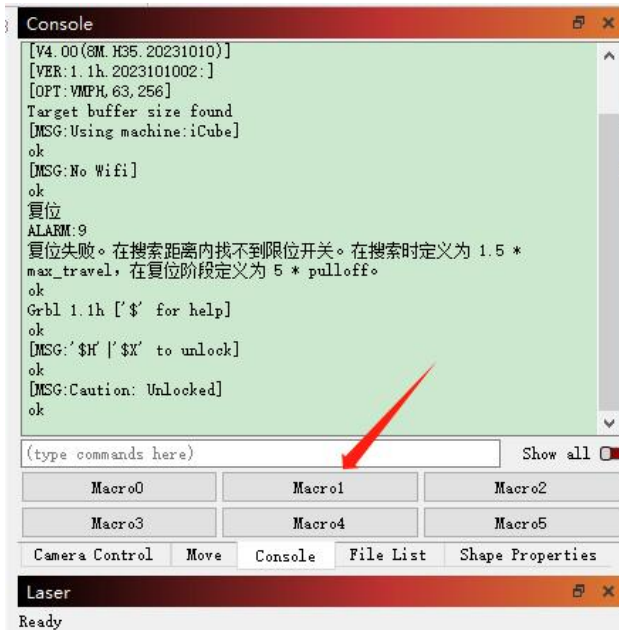 Console
[V4.00(8M.H35.20231010)]
[VER:1.1h.2023101002:]
[OPT:VMPH,63,256]
Target buffer size found
[MSG:Using machine:iCube]
ok
[MSG:No Wifi]
ok
复位
ALARM:9
复位失败。在搜索距离内找不到限位开关。在搜索时定义为 1.5 *
max_travel，在复位阶段定义为 5 * pulloff。
ok
Grbl 1.1h ['$' for help]
ok
[MSG:'$H'|'$X' to unlock]
ok
[MSG:Caution: Unlocked]
ok
(type commands here) Show all
Macro0 Macro1 Macro2
Macro3 Macro4 Macro5
Camera Control Move Console File List Shape Properties
Laser
Ready